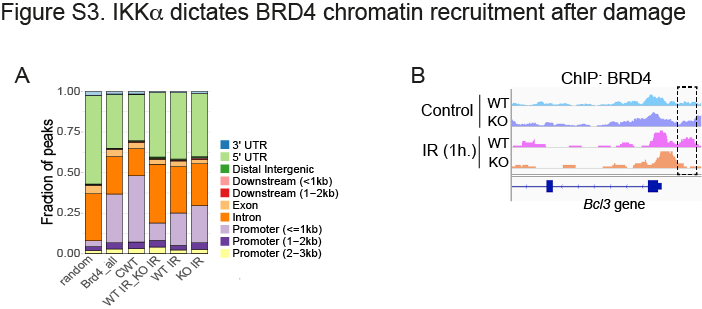 Figure S3. IKKα dictates BRD4 chromatin recruitment after damage
A
Fraction of peaks
1.00
0.75
0.50
0.25
0.00
random
Brd4_all
CWT
WT IR_KO IR
WT IR
KO IR
3' UTR
5' UTR
Distal Intergenic
Downstream (<1kb)
Downstream (1-2kb)
Exon
Intron
Promoter (<=1kb)
Promoter (1-2kb)
Promoter (2-3kb)
B
ChIP: BRD4
Control
WT
KO
IR (1h.)
WT
KO
Bcl3 gene